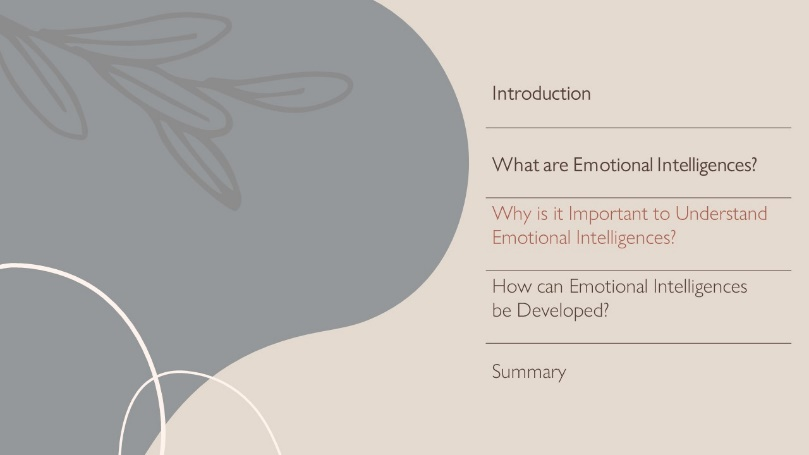 Introduction
What are Emotional Intelligences?
Why is it Important to Understand
Emotional Intelligences?
How can Emotional Intelligences
be Developed?
Summary